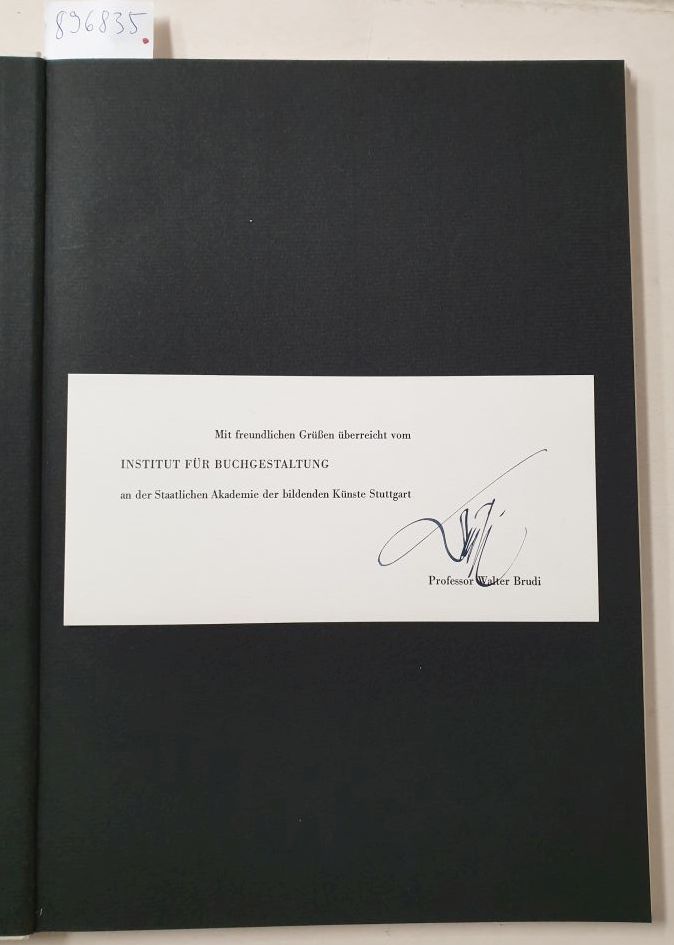 896835
Mit freundlichen Grüßen überreicht vom
INSTITUT FÜR BUCHGESTALTUNG
an der Staatlichen Akademie der bildenden Künste Stuttgart
Professor Walter Brudi